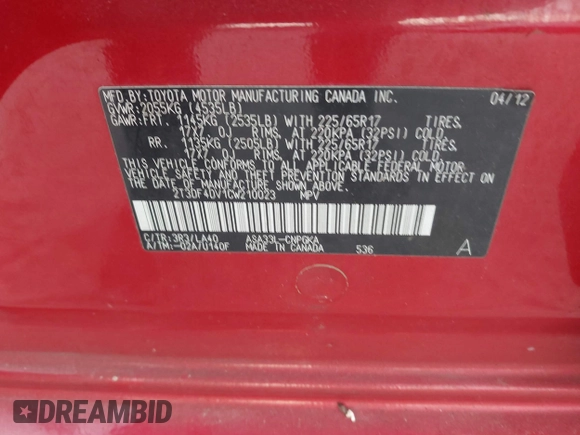 MFD.BY:TOYOTA MOTOR MANUFACTURING CANADA INC. 04/12
GVWR:2055KG (4535LB)
GAWR:FRT. 1145KG (2535LB) WITH 225/65R17 TIRES,
17X7.0J RIMS, AT 220KPA (32PSI) COLD.
RR. 1135KG (2505LB) WITH 225/65R17 TIRES,
17X7.0J RIMS, AT 220KPA (32PSI) COLD.
THIS VEHICLE CONFORMS TO ALL APPLICABLE FEDERAL MOTOR
VEHICLE SAFETY AND THEFT PREVENTION STANDARDS IN
EFFECT ON THE DATE OF MANUFACTURE SHOWN ABOVE.
2T3DF4DV1CW210023 MPV
C/TR:3R3/LA40 ASA33L-CNPGKA
A/TM:-02A/U140F MADE IN CANADA S36 A
DREAMBID